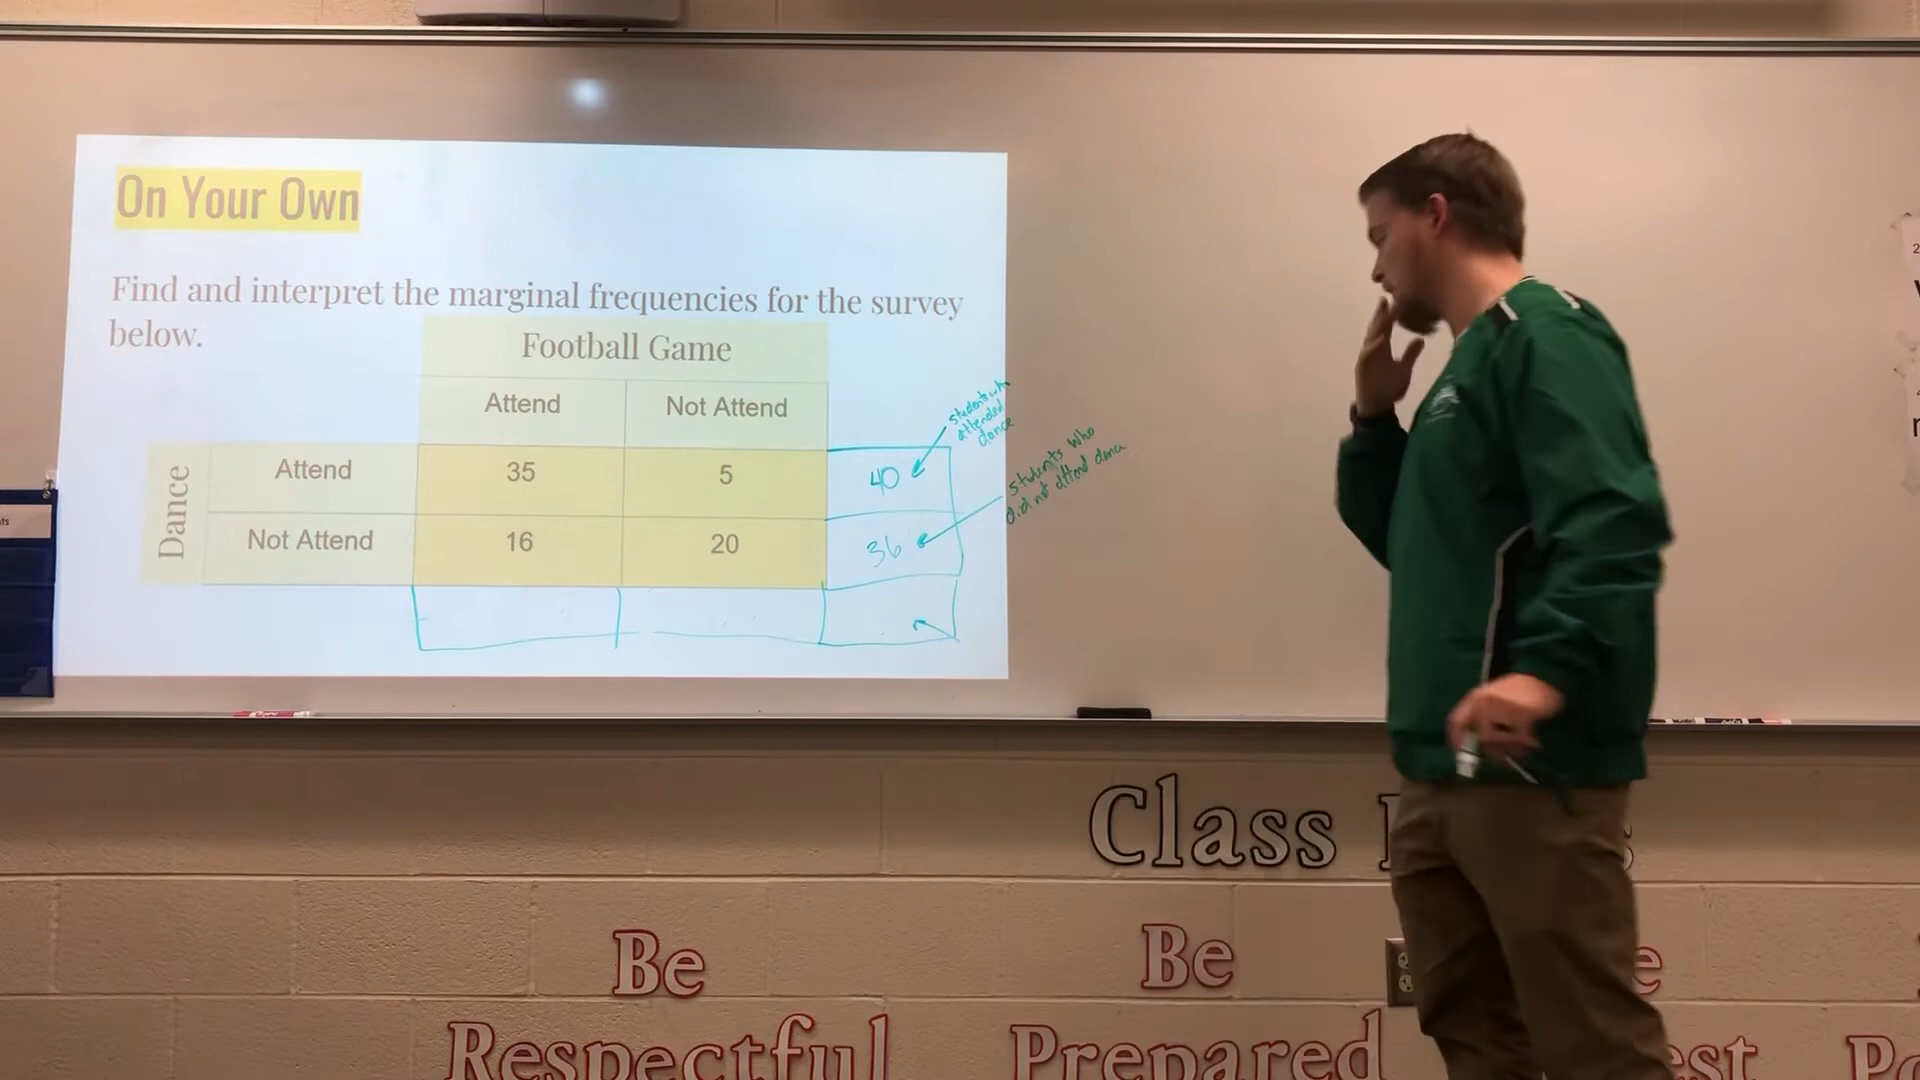 On Your Own
Find and interpret the marginal frequencies for the survey
below.
Football Game
Attend
Not Attend
Dance
Attend
35
5
40
students who
attended
dance
Not Attend
16
20
36
students who
did not attend dance
Class
Be
Respectful
Be
Prepared